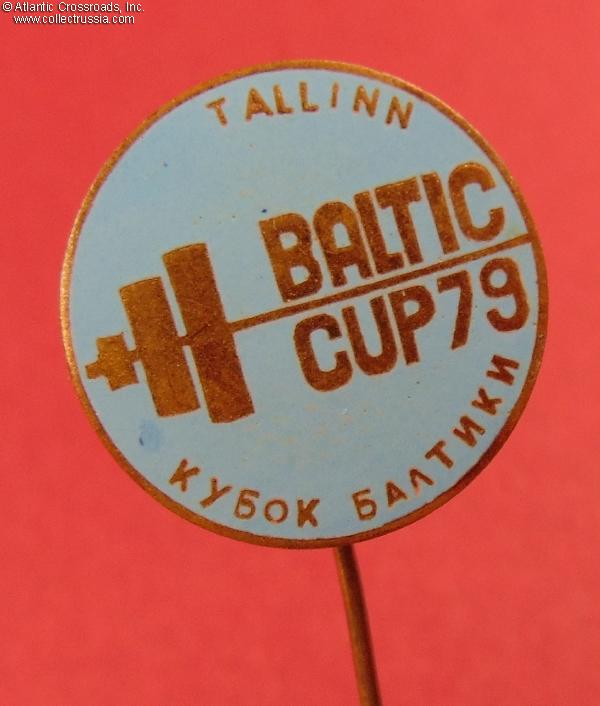 © Atlantic Crossroads, Inc.
www.collectrussia.com
TALLINN
BALTIC
CUP79
КУБОК БАЛТИКИ